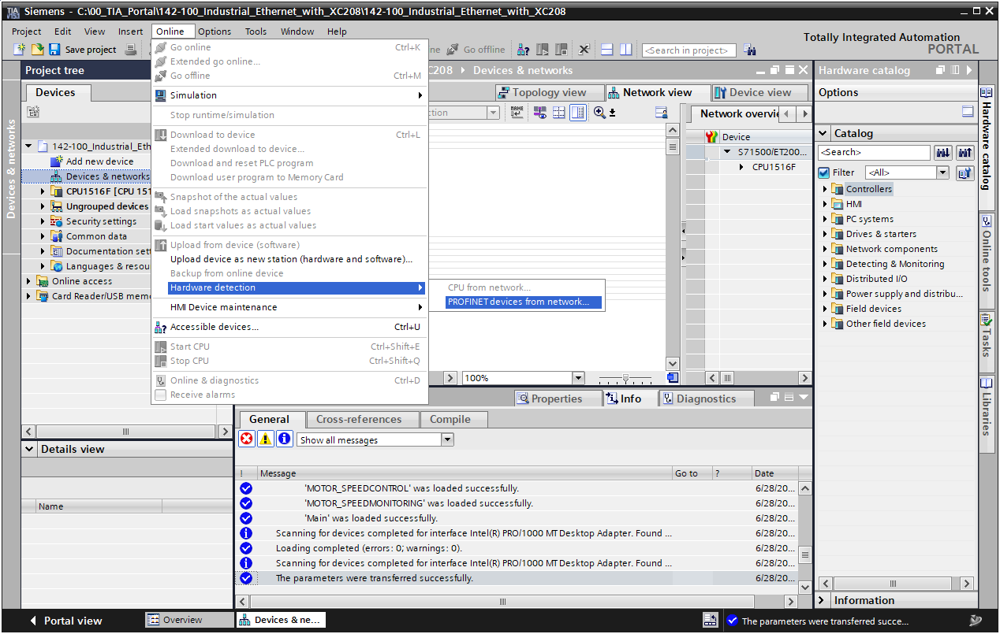 Siemens - C:\00_TIA_Portal\142-100_Industrial_Ethernet_with_XC208\142-100_Industrial_Ethernet_with_XC208
Project Edit View Insert Online Options Tools Window Help
Totally Integrated Automation
PORTAL
Save project
Go offline
<Search in project>
Project tree
Devices
Devices & networks
142-100_Industrial_Eth
Add new device
Devices & networks
CPU1516F [CPU 151
Ungrouped devices
Security settings
Common data
Documentation sett
Languages & resou
Online access
Card Reader/USB mem
Details view
Name
Go online Ctrl+K
Extended go online...
Go offline Ctrl+M
Simulation
Stop runtime/simulation
Download to device Ctrl+L
Extended download to device...
Download and reset PLC program
Download user program to Memory Card
Snapshot of the actual values
Load snapshots as actual values
Load start values as actual values
Upload from device (software)
Upload device as new station (hardware and software)...
Backup from online device
Hardware detection
HMI Device maintenance
Accessible devices... Ctrl+U
Start CPU Ctrl+Shift+E
Stop CPU Ctrl+Shift+Q
Online & diagnostics Ctrl+D
Receive alarms
CPU from network...
PROFINET devices from network...
C208 Devices & networks
Topology view Network view Device view
ction
Network overvie
Device
S71500/ET200...
CPU1516F
100%
Properties Info Diagnostics
General Cross-references Compile
Show all messages
! Message Go to ? Date
'MOTOR_SPEEDCONTROL' was loaded successfully. 6/28/20...
'MOTOR_SPEEDMONITORING' was loaded successfully. 6/28/20...
'Main' was loaded successfully. 6/28/20...
Scanning for devices completed for interface Intel(R) PRO/1000 MT Desktop Adapter. Found ... 6/28/20...
Loading completed (errors: 0; warnings: 0). 6/28/20...
Scanning for devices completed for interface Intel(R) PRO/1000 MT Desktop Adapter. Found ... 6/28/20...
The parameters were transferred successfully. 6/28/20...
Hardware catalog
Options
Catalog
<Search>
Filter <All>
Controllers
HMI
PC systems
Drives & starters
Network components
Detecting & Monitoring
Distributed I/O
Power supply and distribu...
Field devices
Other field devices
Information
Hardware catalog
Online tools
Tasks
Libraries
Portal view Overview Devices & ne... The parameters were transferred succe...